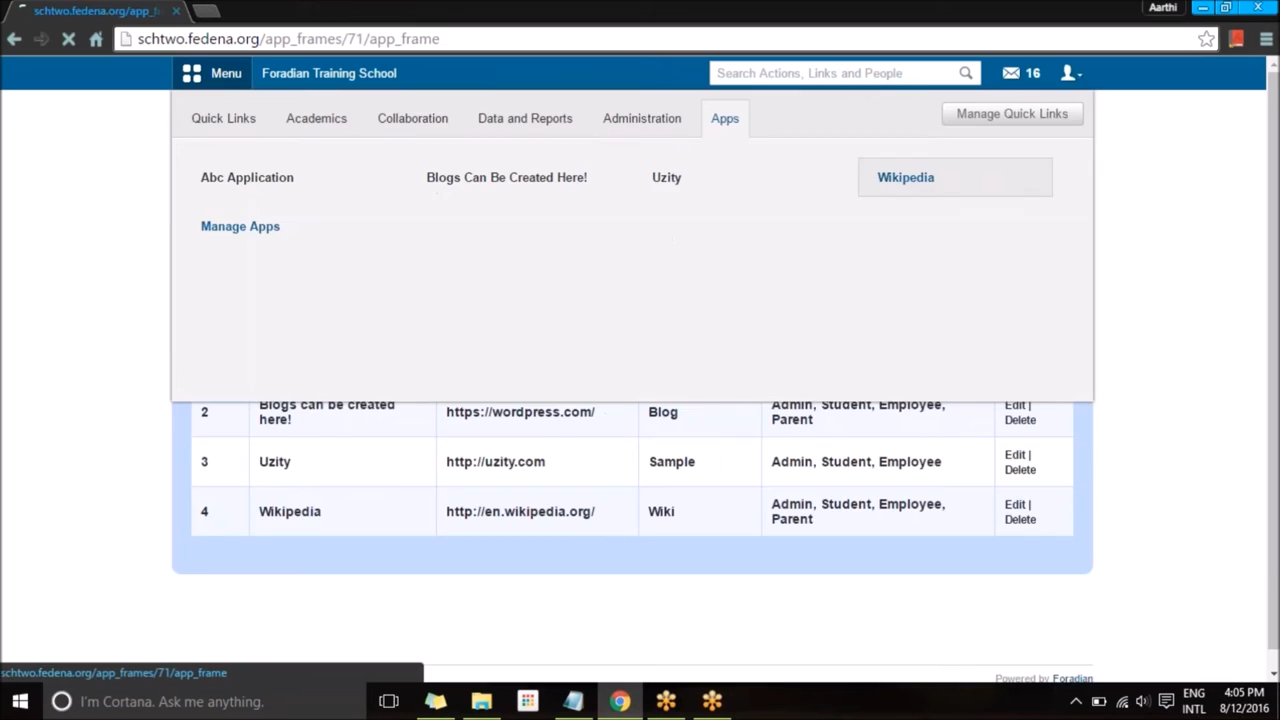 schtwo.fedena.org/app_fr
Aarthi
schtwo.fedena.org/app_frames/71/app_frame
Menu
Foradian Training School
Search Actions, Links and People
16
Quick Links
Academics
Collaboration
Data and Reports
Administration
Apps
Manage Quick Links
Abc Application
Blogs Can Be Created Here!
Uzity
Wikipedia
Manage Apps
2
Blogs can be created
here!
https://wordpress.com/
Blog
Admin, Student, Employee,
Parent
Edit |
Delete
3
Uzity
http://uzity.com
Sample
Admin, Student, Employee
Edit |
Delete
4
Wikipedia
http://en.wikipedia.org/
Wiki
Admin, Student, Employee,
Parent
Edit |
Delete
schtwo.fedena.org/app_frames/71/app_frame
Powered by Foradian
I'm Cortana. Ask me anything.
ENG
INTL
4:05 PM
8/12/2016